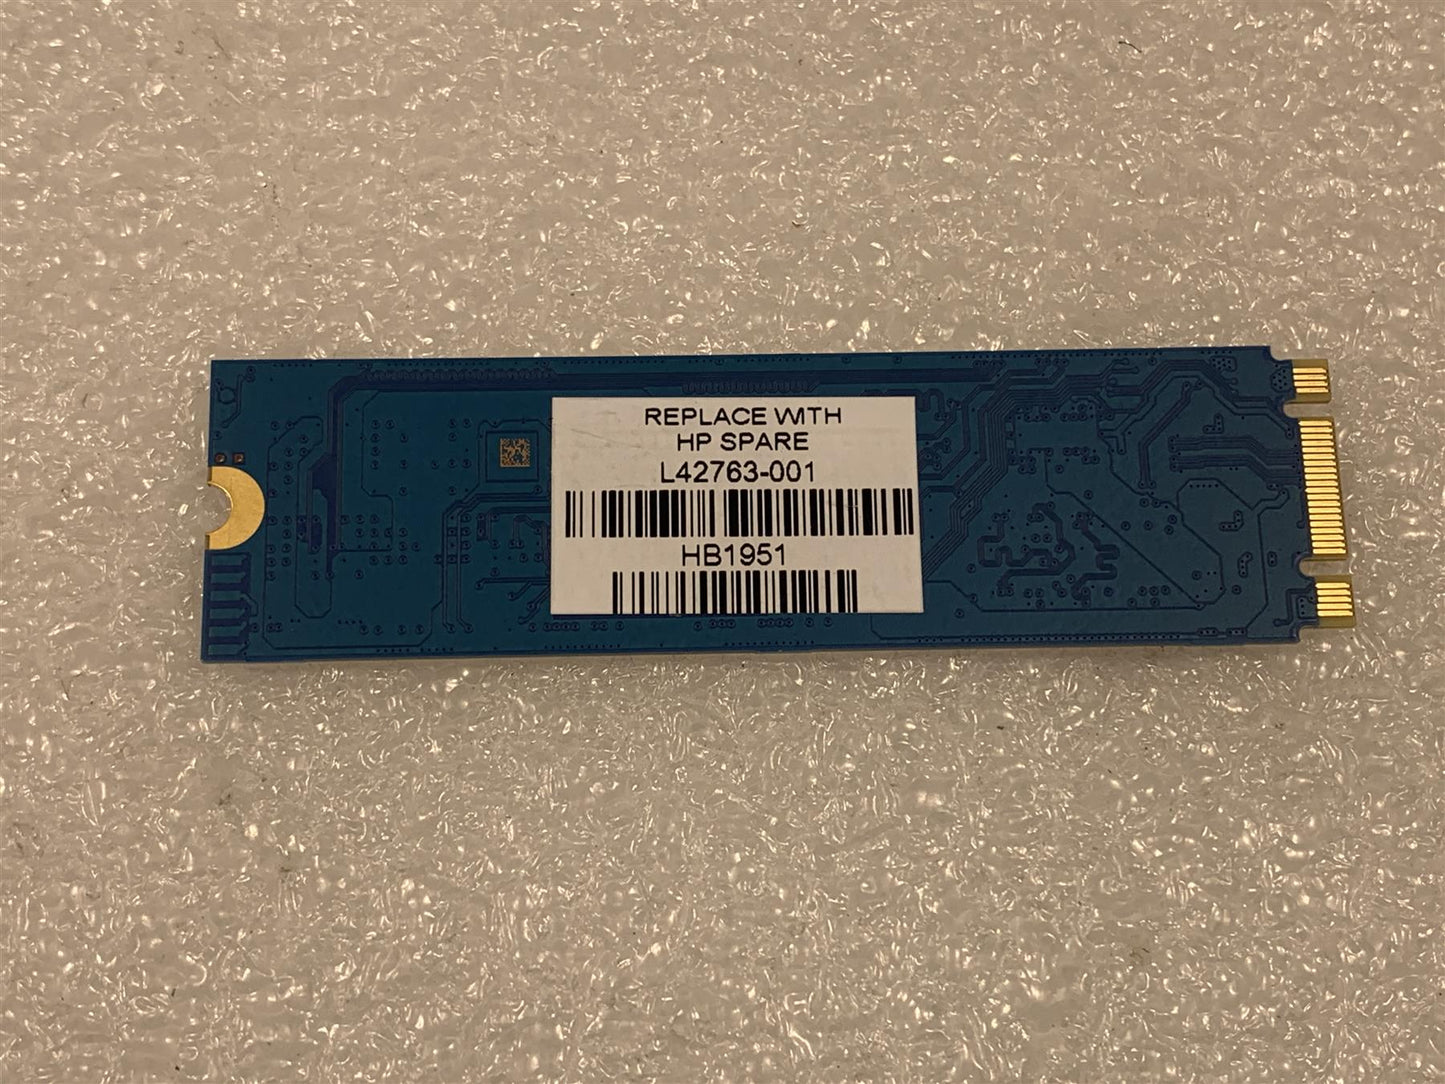 REPLACE WITH
HP SPARE
L42763-001
HB1951